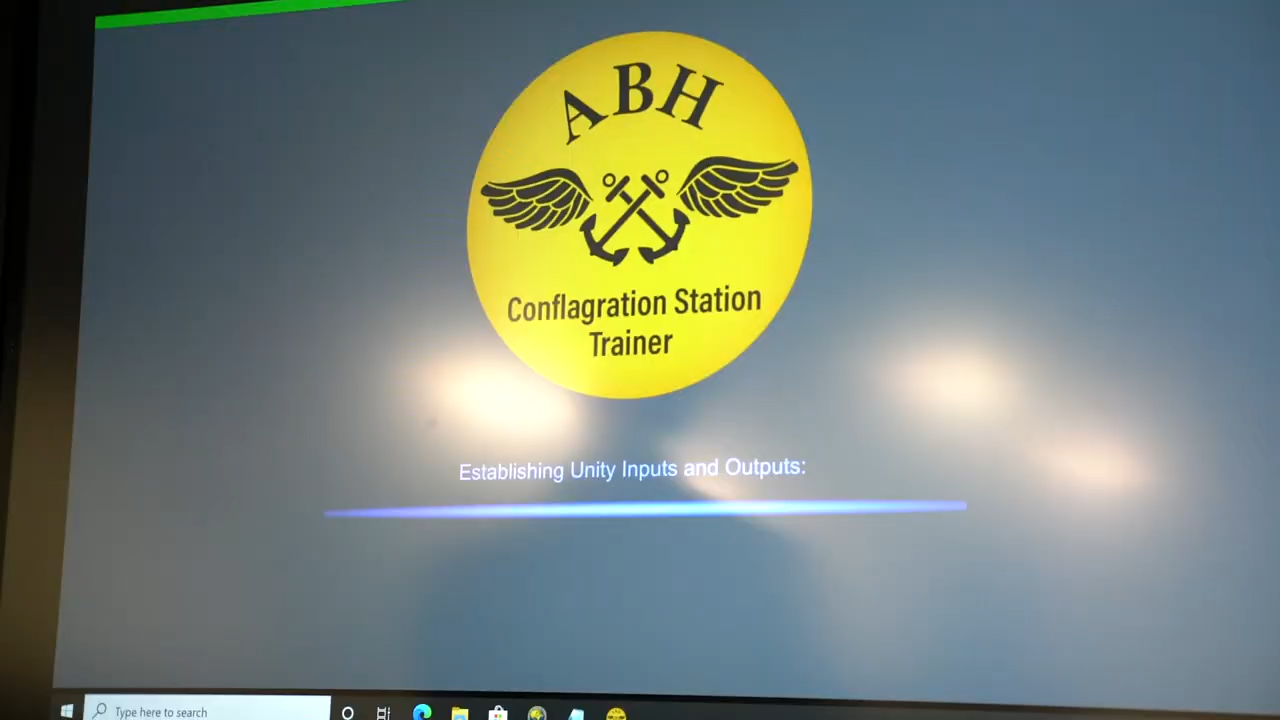 ABH
Conflagration Station
Trainer
Establishing Unity Inputs and Outputs:
Type here to search